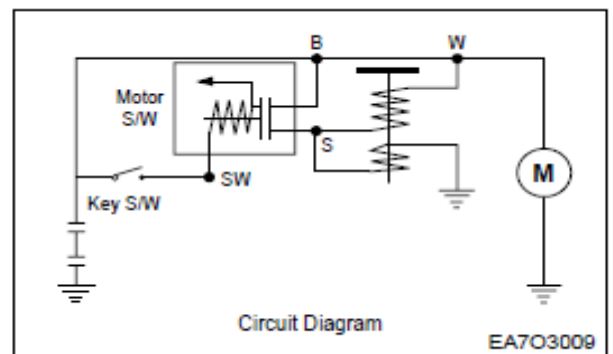 B
W
Motor
S/W
S
SW
M
Key S/W
Circuit Diagram
EA7O3009